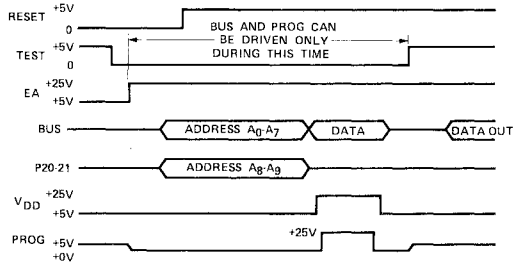 RESET +5V
0
BUS AND PROG CAN
BE DRIVEN ONLY
DURING THIS TIME
TEST +5V
0
EA +25V
+5V
BUS ADDRESS A0-A7 DATA DATA OUT
P20-21 ADDRESS A8-A9
VDD +25V
+5V
PROG +5V +25V
+0V